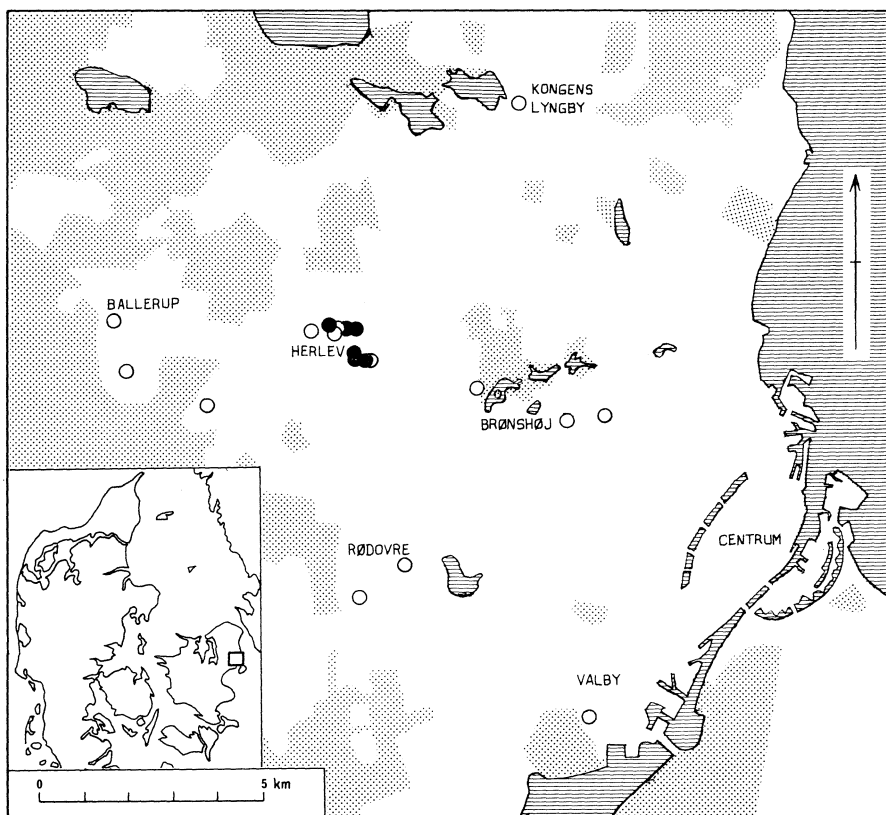 KONGENS
LYNGBY
BALLERUP
HERLEV
BRØNSHØJ
RØDOVRE
CENTRUM
VALBY
0 5 km